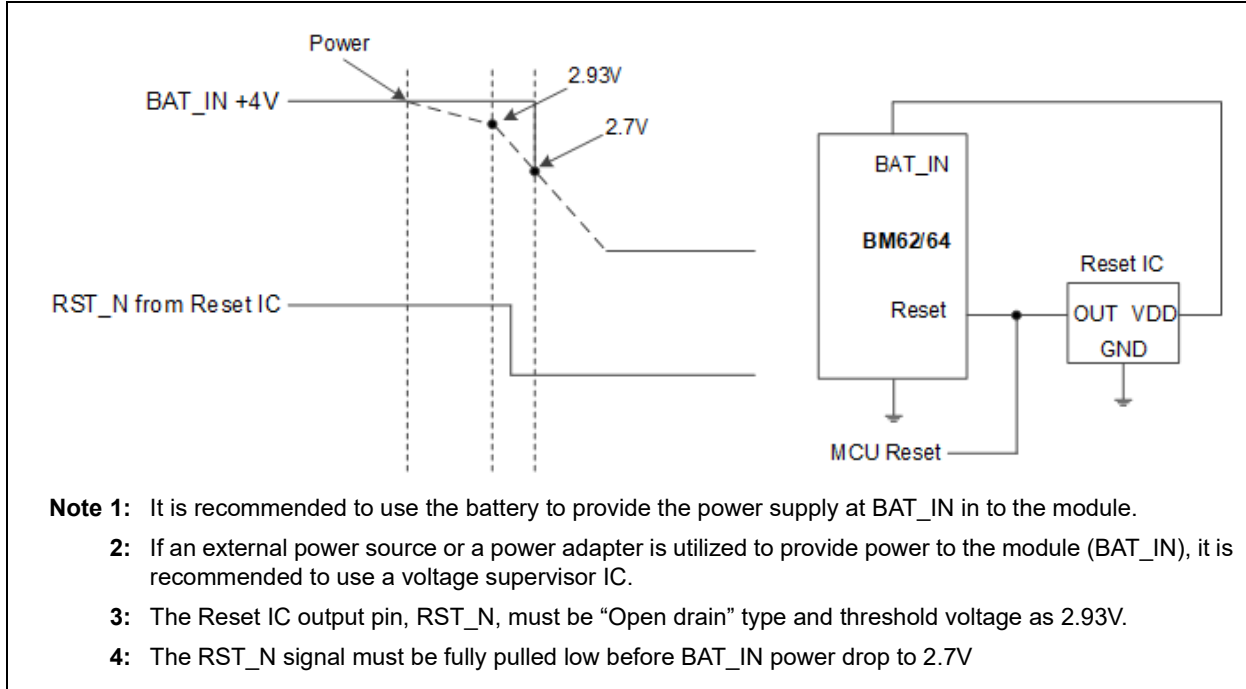 Power
2.93V
BAT_IN +4V
2.7V
BAT_IN
BM62/64
Reset IC
RST_N from Reset IC
Reset
OUT VDD
GND
MCU Reset
Note 1: It is recommended to use the battery to provide the power supply at BAT_IN in to the module.
2: If an external power source or a power adapter is utilized to provide power to the module (BAT_IN), it is
recommended to use a voltage supervisor IC.
3: The Reset IC output pin, RST_N, must be “Open drain” type and threshold voltage as 2.93V.
4: The RST_N signal must be fully pulled low before BAT_IN power drop to 2.7V